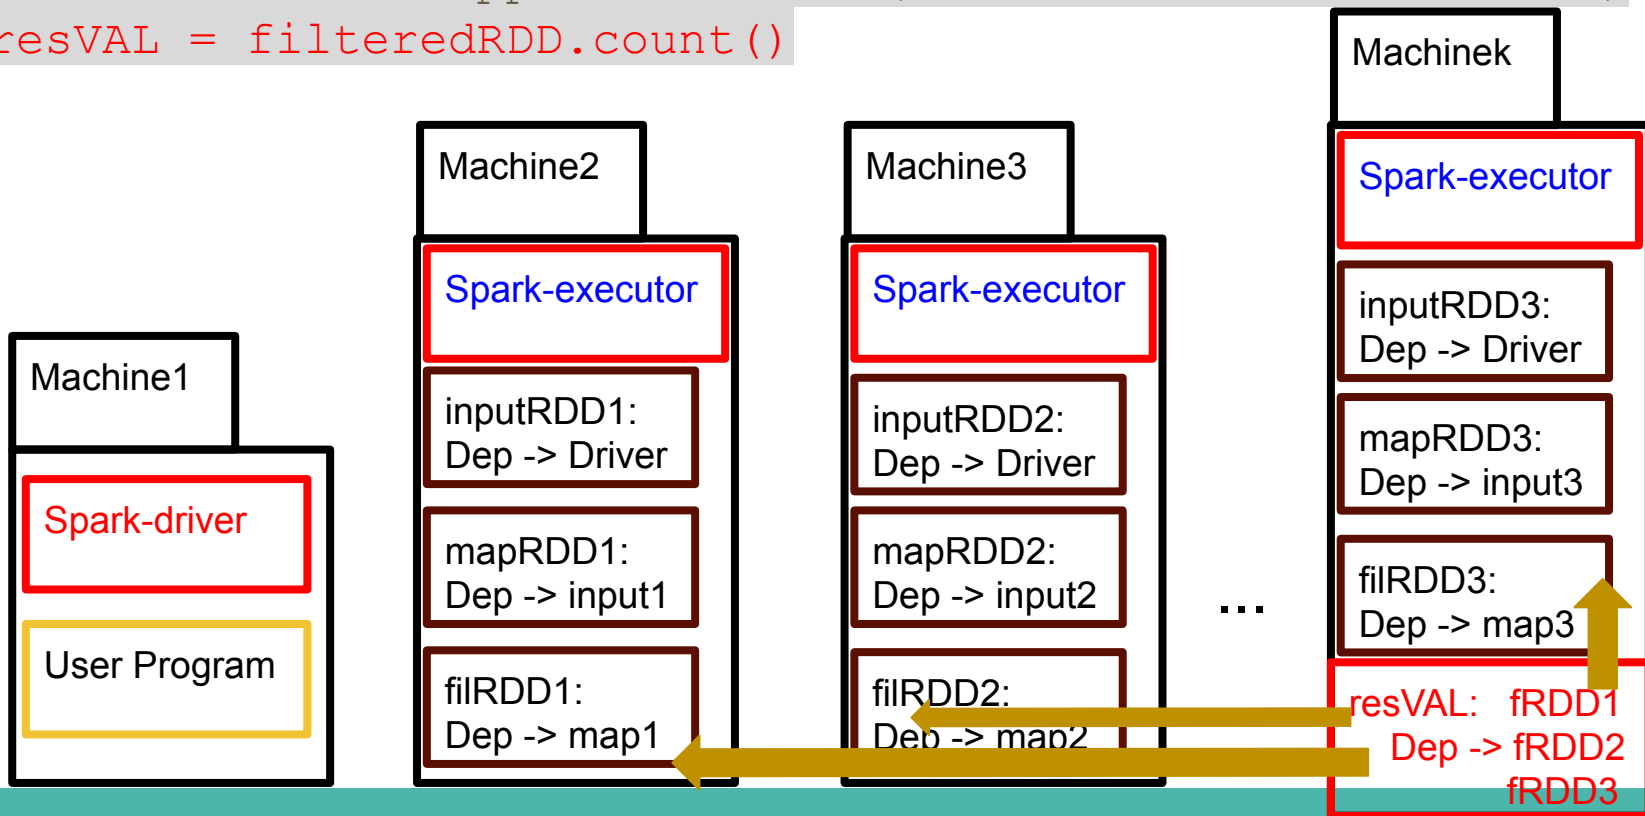 resVAL = filteredRDD.count()
Machine1
Spark-driver
User Program
Machine2
Spark-executor
inputRDD1:
Dep -> Driver
mapRDD1:
Dep -> input1
filRDD1:
Dep -> map1
Machine3
Spark-executor
inputRDD2:
Dep -> Driver
mapRDD2:
Dep -> input2
filRDD2:
Dep -> map2
...
Machinek
Spark-executor
inputRDD3:
Dep -> Driver
mapRDD3:
Dep -> input3
filRDD3:
Dep -> map3
resVAL: fRDD1
Dep -> fRDD2
fRDD3